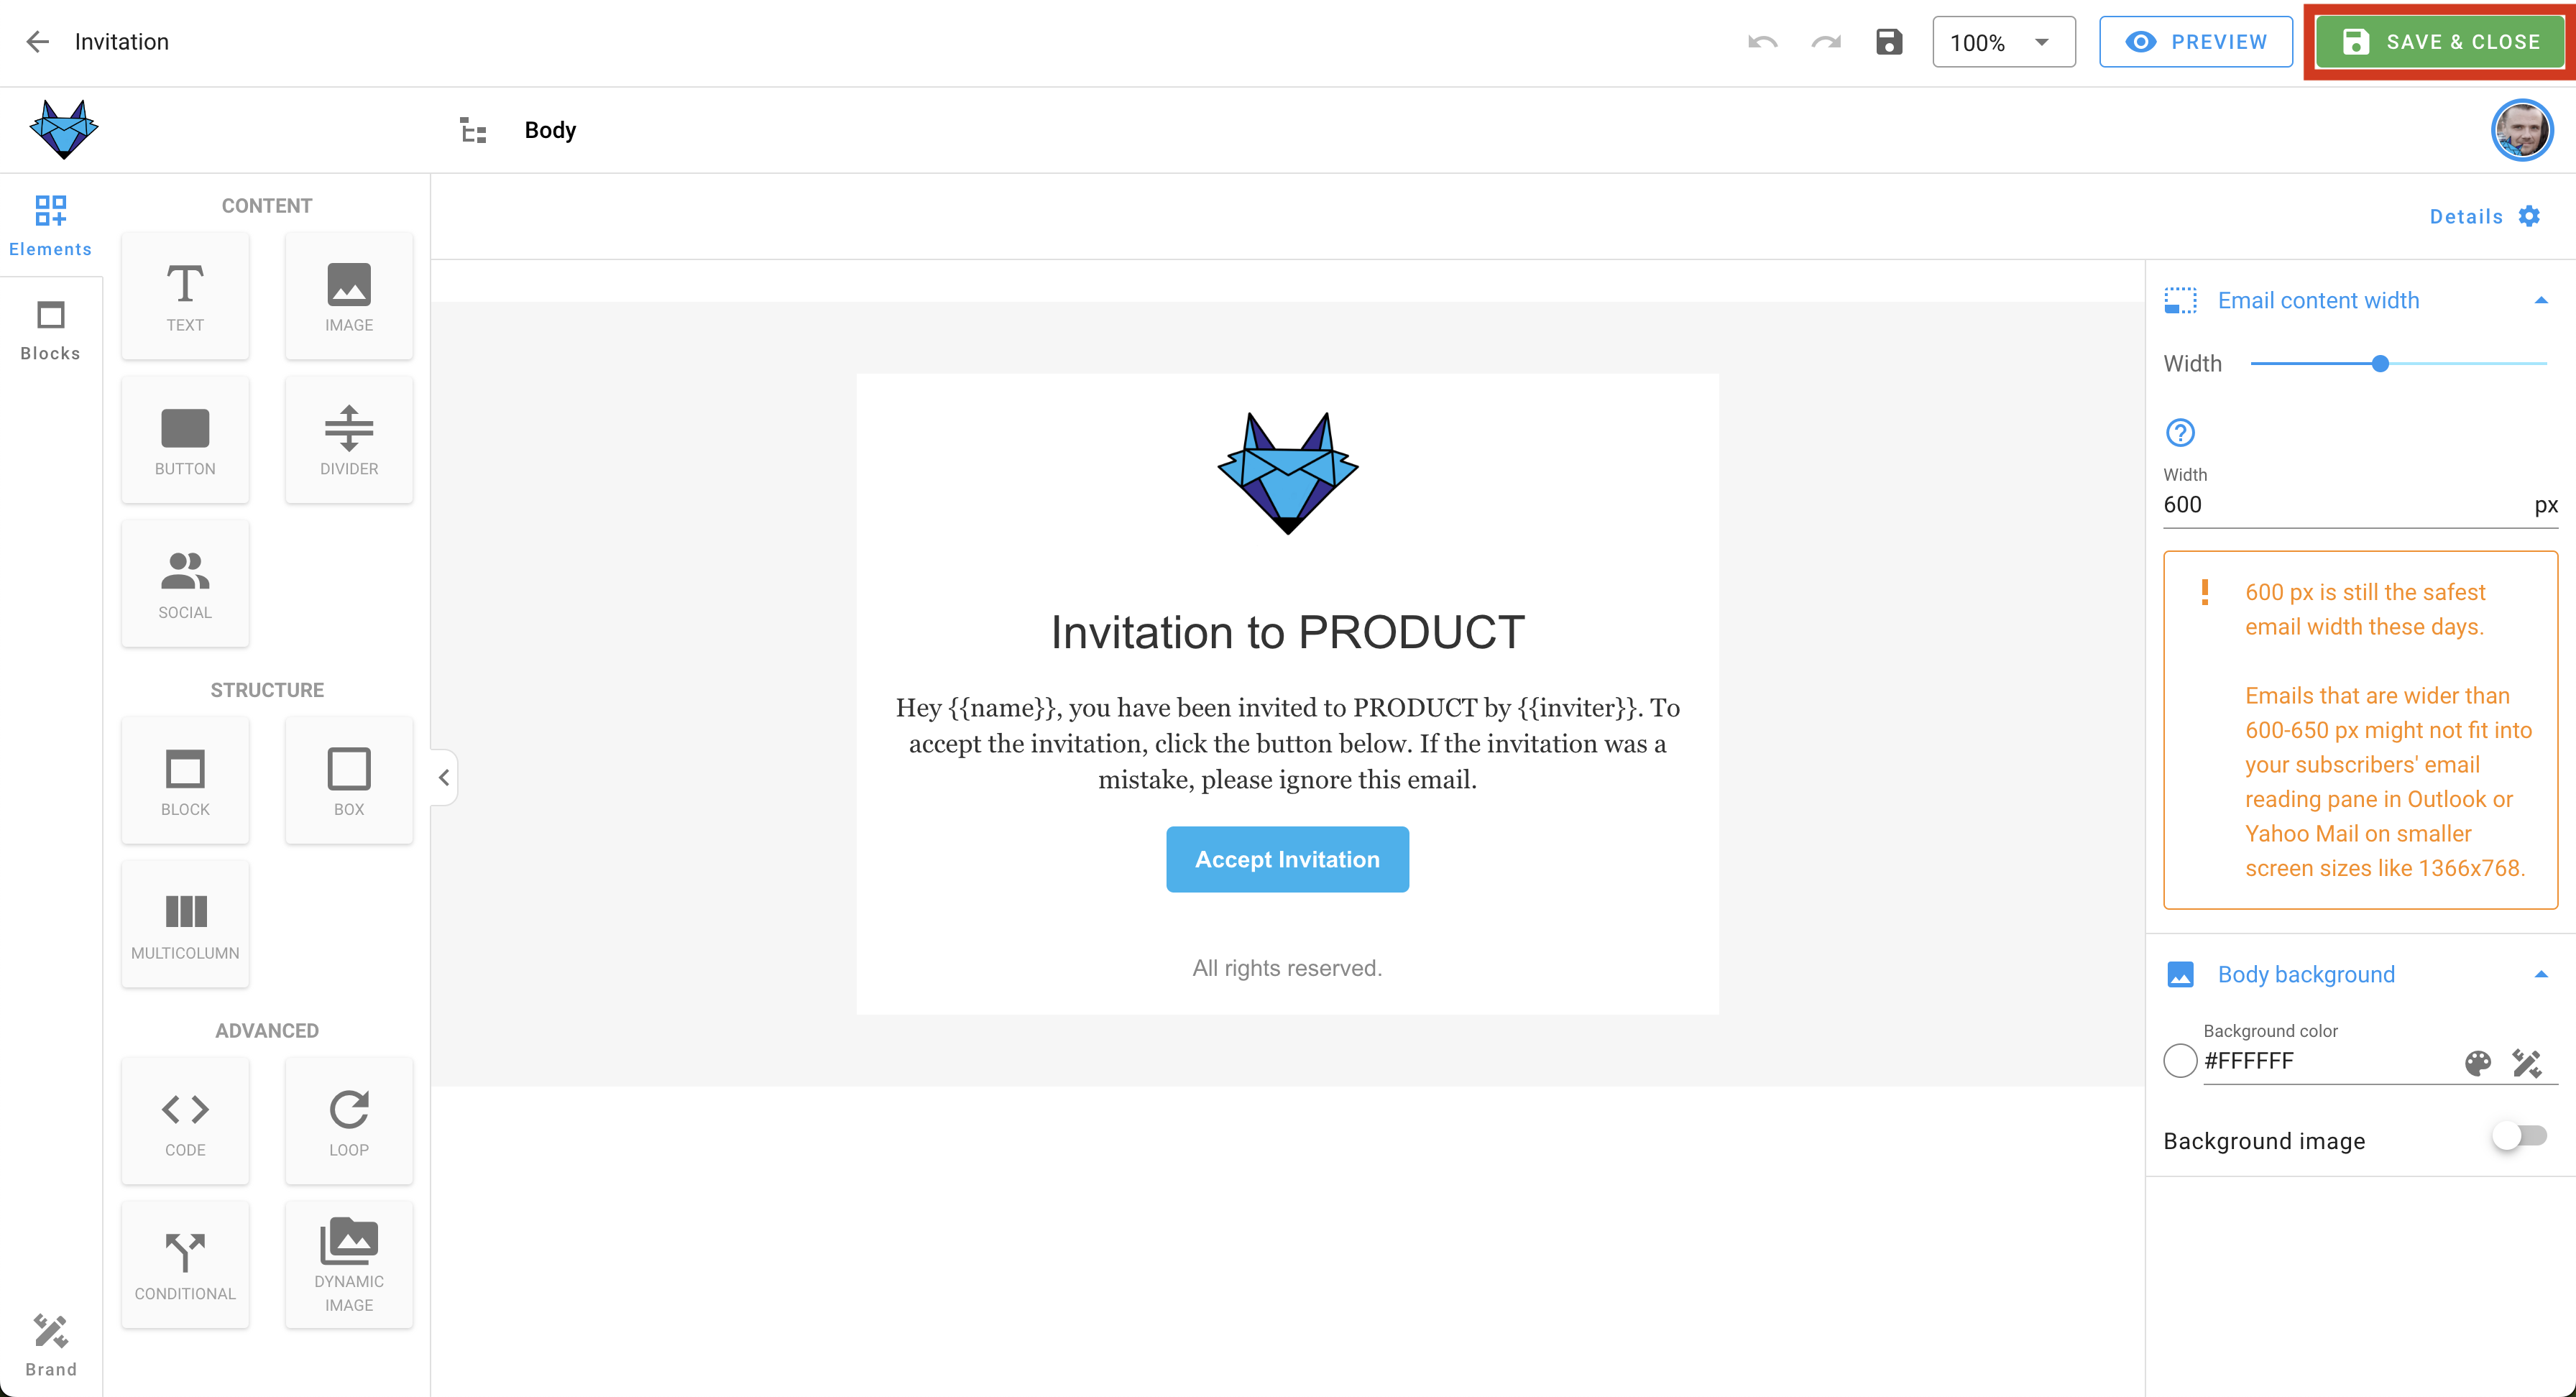 Invitation
100%
PREVIEW
SAVE & CLOSE
Body
Elements
Blocks
Brand
CONTENT
TEXT
IMAGE
BUTTON
DIVIDER
SOCIAL
STRUCTURE
BLOCK
BOX
MULTICOLUMN
ADVANCED
CODE
LOOP
CONDITIONAL
DYNAMIC
IMAGE
Invitation to PRODUCT
Hey {{name}}, you have been invited to PRODUCT by {{inviter}}. To
accept the invitation, click the button below. If the invitation was a
mistake, please ignore this email.
Accept Invitation
All rights reserved.
Details
Email content width
Width
?
Width
600 px
! 600 px is still the safest
email width these days.
Emails that are wider than
600-650 px might not fit into
your subscribers' email
reading pane in Outlook or
Yahoo Mail on smaller
screen sizes like 1366x768.
Body background
Background color
#FFFFFF
Background image